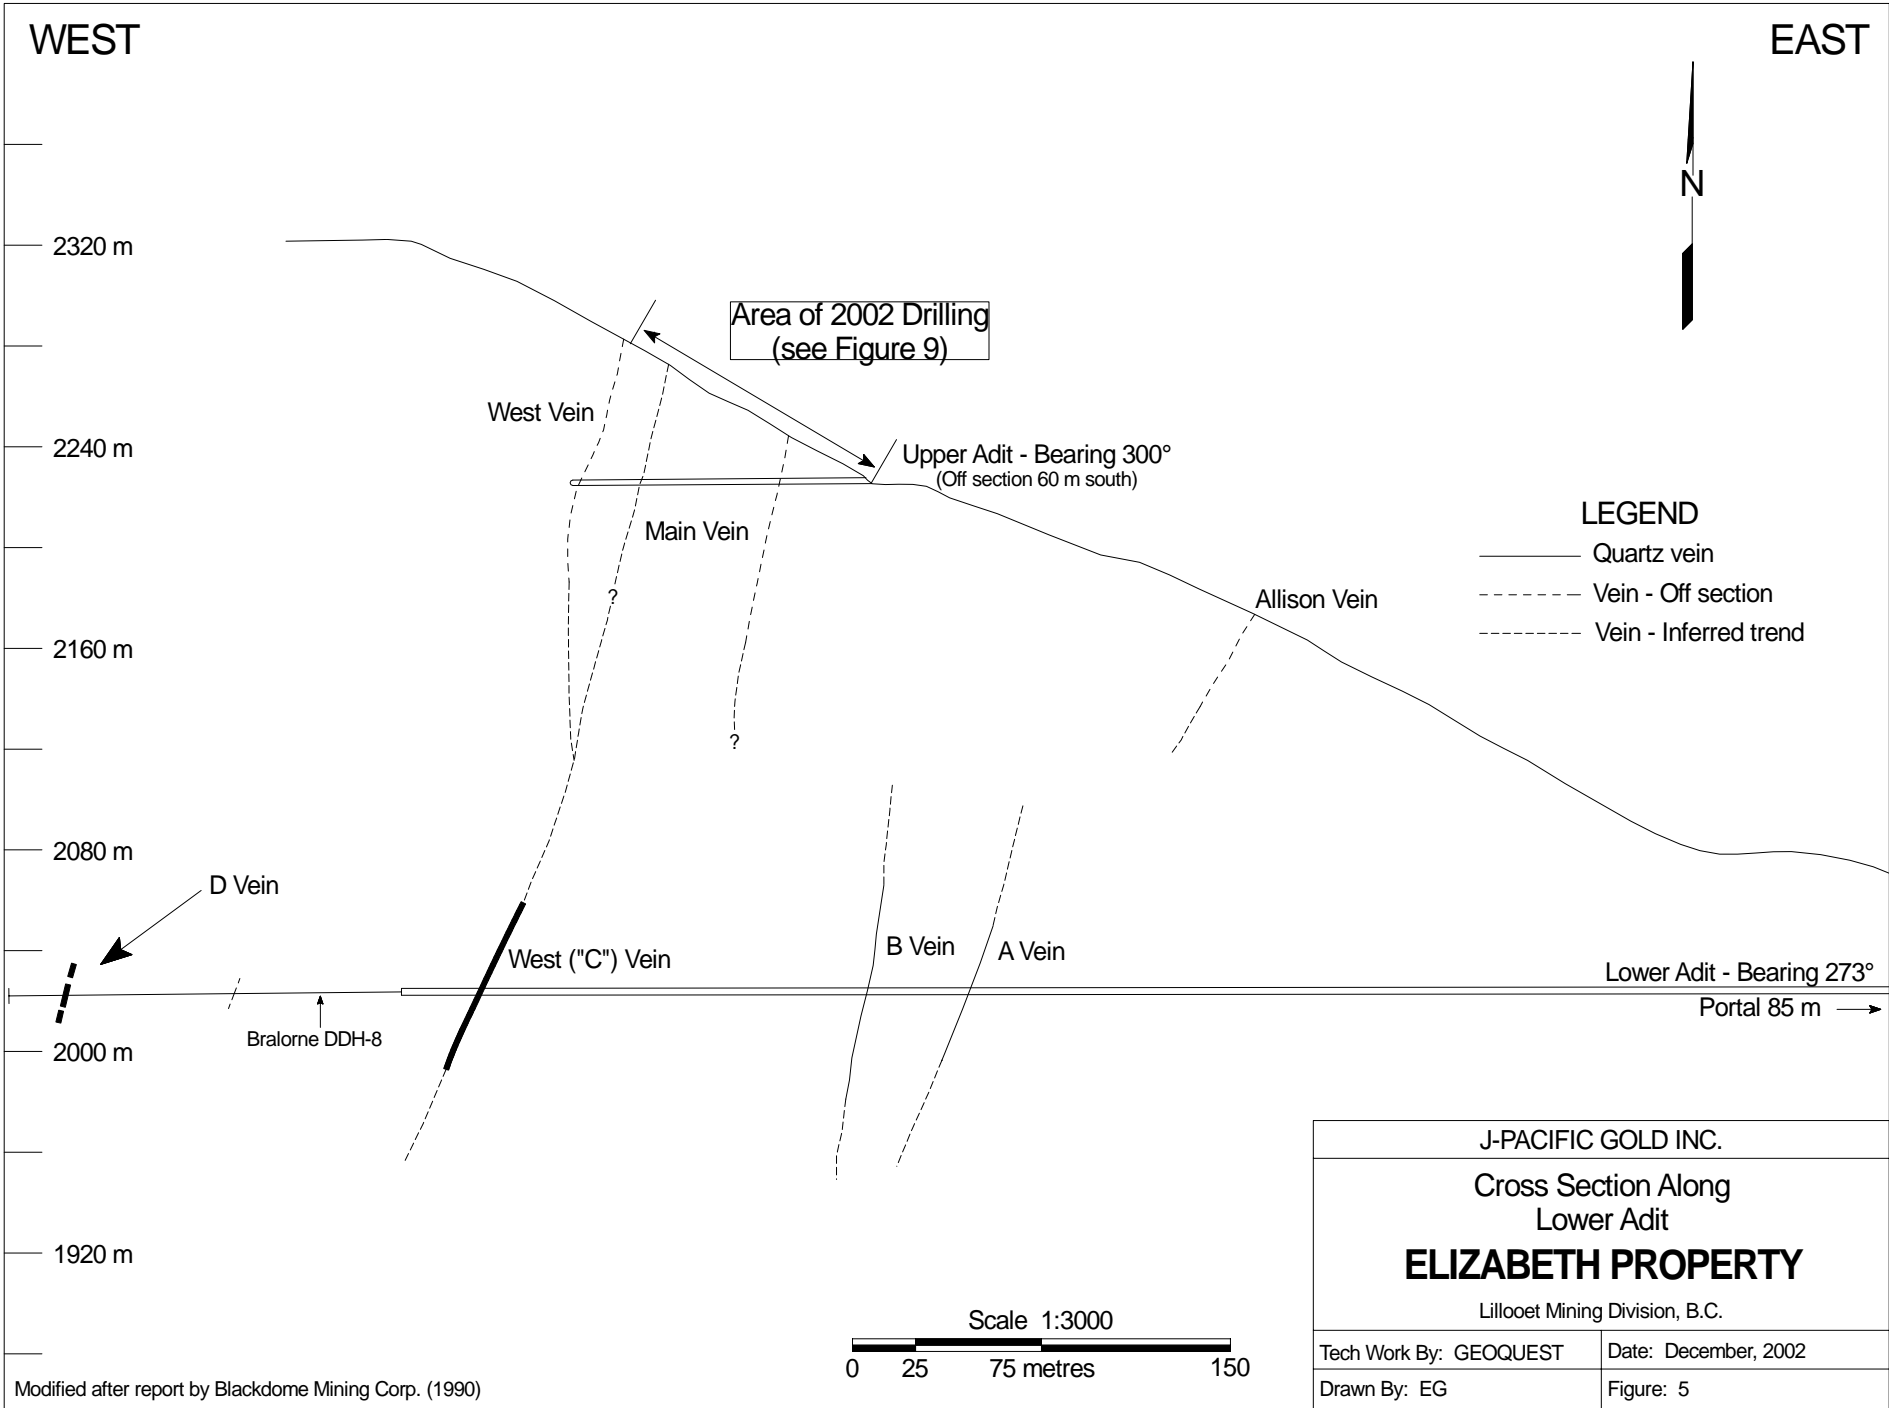 WEST
EAST
N
2320 m
Area of 2002 Drilling
(see Figure 9)
West Vein
2240 m
Upper Adit - Bearing 300°
(Off section 60 m south)
Main Vein
LEGEND
Quartz vein
Vein - Off section
Vein - Inferred trend
?
Allison Vein
2160 m
?
2080 m
D Vein
West ("C") Vein
B Vein
A Vein
Lower Adit - Bearing 273°
Portal 85 m
Bralorne DDH-8
2000 m
1920 m
J-PACIFIC GOLD INC.
Cross Section Along
Lower Adit
ELIZABETH PROPERTY
Lillooet Mining Division, B.C.
Tech Work By: GEOQUEST
Date: December, 2002
Drawn By: EG
Figure: 5
Scale 1:3000
0 25 75 metres 150
Modified after report by Blackdome Mining Corp. (1990)